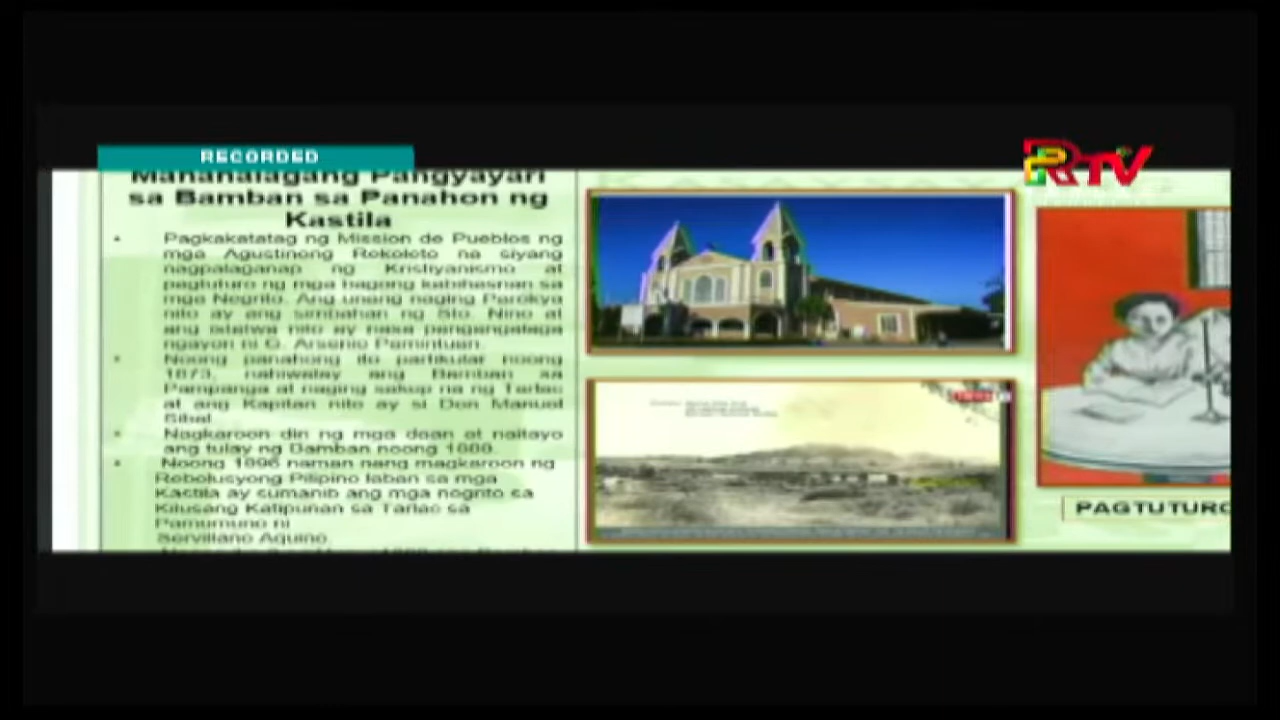 RECORDED
RTV
Mahahalagang Pangyayari
sa Bamban sa Panahon ng
Kastila
Pagkakatatag ng Mission de Pueblos ng
mga Agustinong Rekoleto na siyang
nagpalaganap ng Kristiyanismo at
pagtuturo ng mga bagong kabihasnan sa
mga Negrito. Ang unang naging Parokya
nito ay ang simbahan ng Sto. Nino at
ang istatwa nito ay nasa pangangalaga
ngayon ni G. Arsenio Pamintuan.
Noong panahong ito partikular noong
1873, nahiwalay ang Bamban sa
Pampanga at naging sakup na ng Tarlac
at ang Kapitan nito ay si Don Manuel
Sibal
Nagkaroon din ng mga daan at naitayo
ang tulay ng Bamban noong
Noong 1896 naman nang magkaroon ng
Rebolusyong Pilipino laban sa mga
Kastila ay sumanib ang mga negrito sa
Kilusang Katipunan sa Tarlac sa
Pamumuno ni
Servillano Aquino
PAGTUTURO